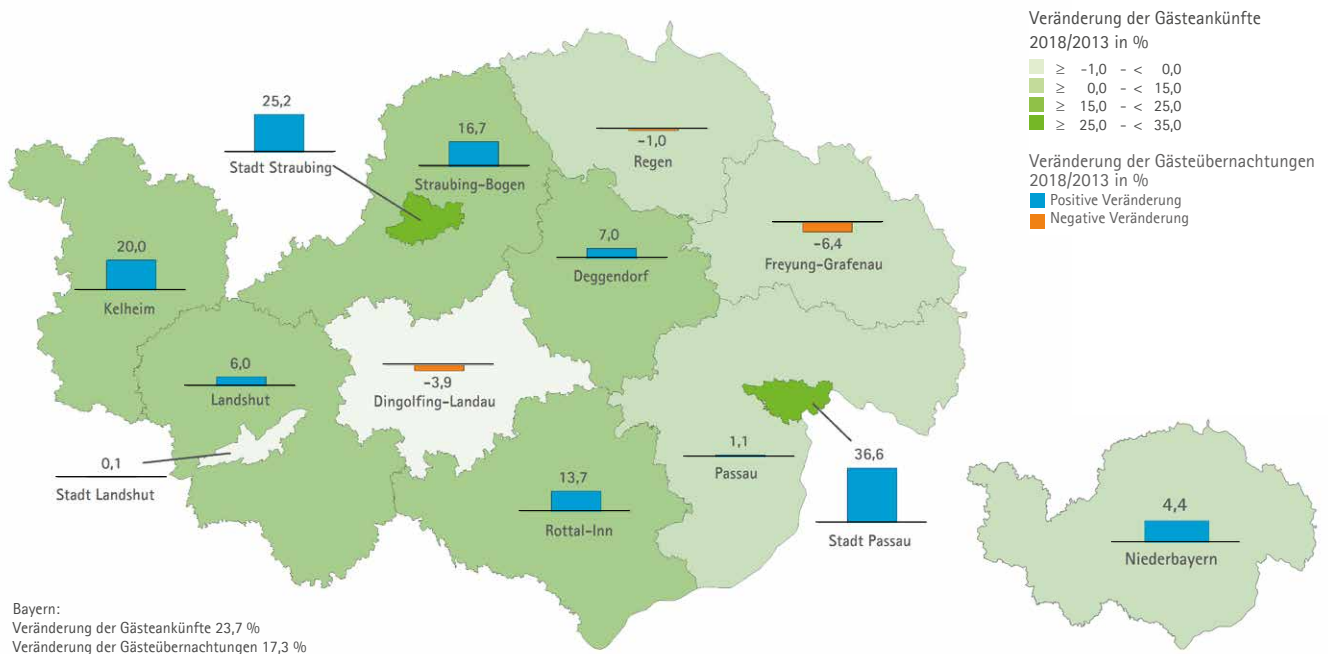 Veränderung der Gästeankünfte
2018/2013 in %
≥ -1,0 - < 0,0
≥ 0,0 - < 15,0
≥ 15,0 - < 25,0
≥ 25,0 - < 35,0
Veränderung der Gästeübernachtungen
2018/2013 in %
Positive Veränderung
Negative Veränderung
25,2
Stadt Straubing
16,7
Straubing-Bogen
-1,0
Regen
20,0
Kelheim
7,0
Deggendorf
-6,4
Freyung-Grafenau
6,0
Landshut
-3,9
Dingolfing-Landau
0,1
Stadt Landshut
13,7
Rottal-Inn
1,1
Passau
36,6
Stadt Passau
4,4
Niederbayern
Bayern:
Veränderung der Gästeankünfte 23,7 %
Veränderung der Gästeübernachtungen 17,3 %